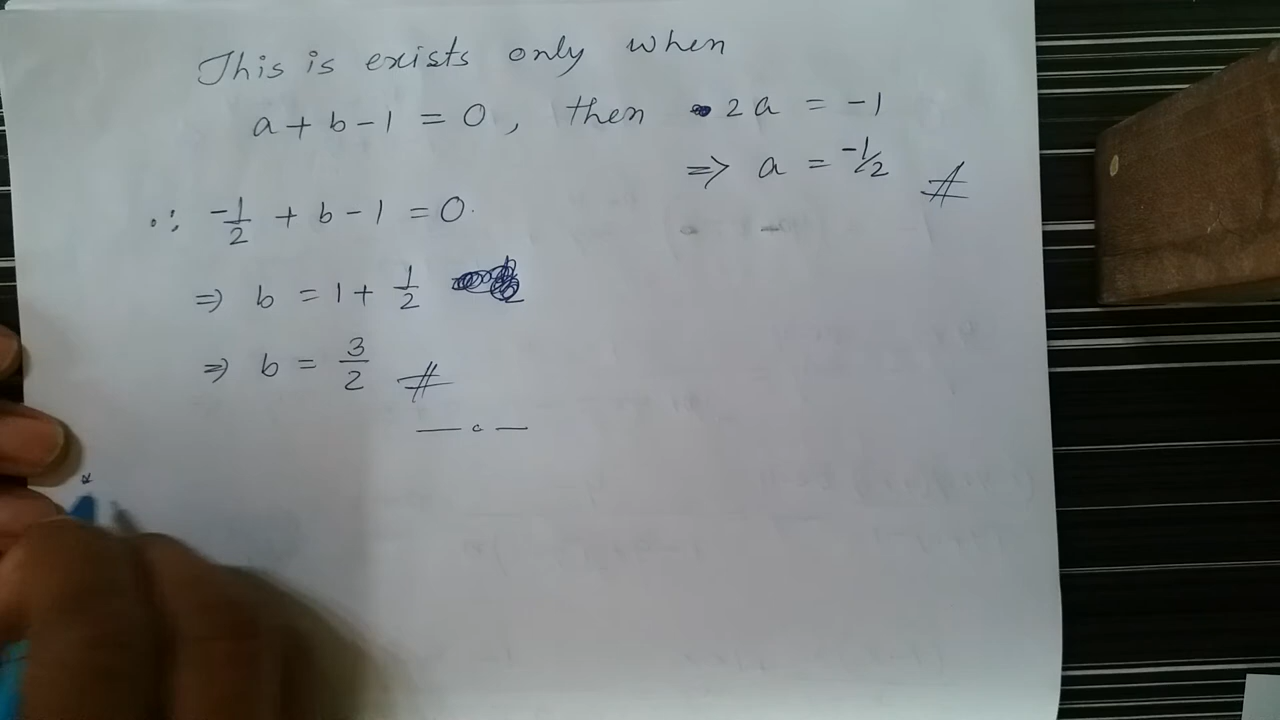 This is exists only when
a + b - 1 = 0, then 2a = -1
⇒ a = -1/2 #
∴ -1/2 + b - 1 = 0.
⇒ b = 1 + 1/2
⇒ b = 3/2 #